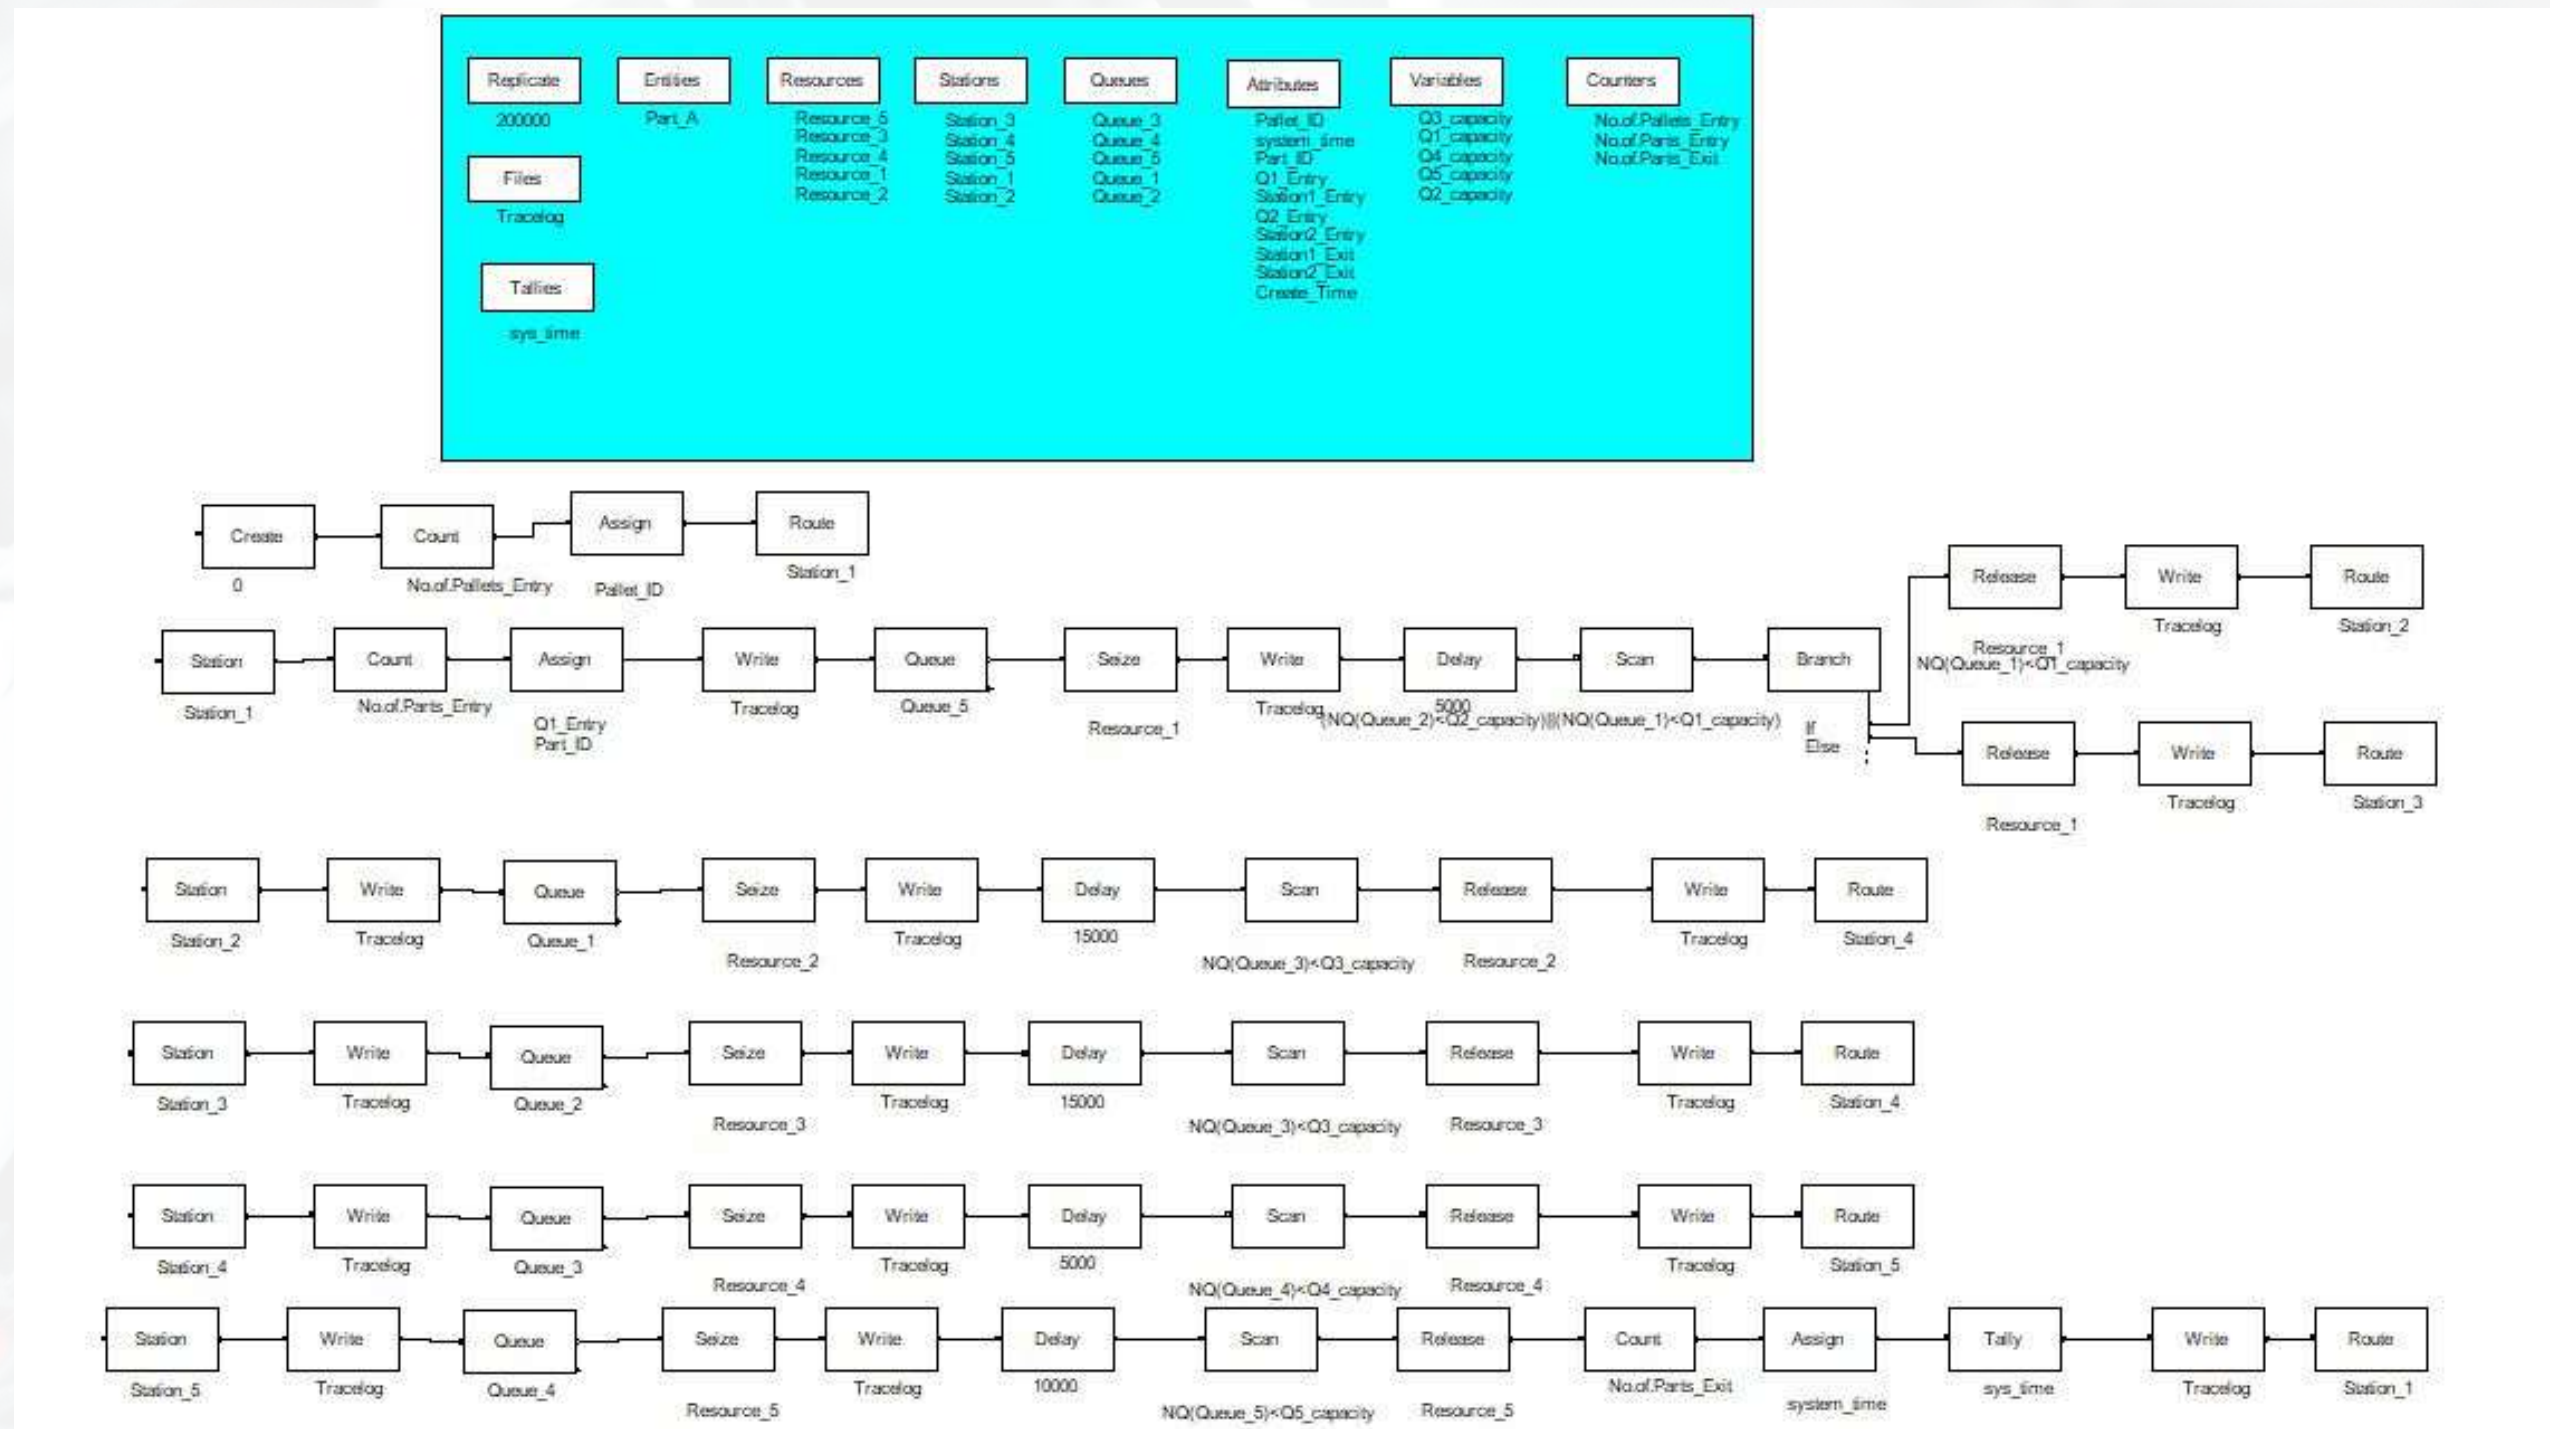 Replicate Entities Resources Stations Queues Attributes Variables Counters
200000 Part_A Resource_5 Station_3 Queue_3 Pallet_ID Q3_capacity No.of.Pallets_Entry
Resource_3 Station_4 Queue_4 system_time Q1_capacity No.of.Parts_Entry
Resource_4 Station_5 Queue_5 Part_ID Q4_capacity No.of.Parts_Exit
Files Resource_1 Station_1 Queue_1 Q1_Entry Q5_capacity
Resource_2 Station_2 Queue_2 Station1_Entry Q2_capacity
Tracelog Q2_Entry
Station2_Entry
Station1_Exit
Station2_Exit
Tallies Create_Time
sys_time
Create Count Assign Route
0 No.of.Pallets_Entry Pallet_ID Station_1
Release Write Route
Resource_1 Tracelog Station_2
NQ(Queue_1)<Q1_capacity
Station Count Assign Write Queue Seize Write Delay Scan Branch
Station_1 No.of.Parts_Entry Q1_Entry Tracelog Queue_5 Resource_1 Tracelog 5000 (NQ(Queue_2)<Q2_capacity)||(NQ(Queue_1)<Q1_capacity) If
Part_ID Else
Release Write Route
Resource_1 Tracelog Station_3
Station Write Queue Seize Write Delay Scan Release Write Route
Station_2 Tracelog Queue_1 Resource_2 Tracelog 15000 NQ(Queue_3)<Q3_capacity Resource_2 Tracelog Station_4
Station Write Queue Seize Write Delay Scan Release Write Route
Station_3 Tracelog Queue_2 Resource_3 Tracelog 15000 NQ(Queue_3)<Q3_capacity Resource_3 Tracelog Station_4
Station Write Queue Seize Write Delay Scan Release Write Route
Station_4 Tracelog Queue_3 Resource_4 Tracelog 5000 NQ(Queue_4)<Q4_capacity Resource_4 Tracelog Station_5
Station Write Queue Seize Write Delay Scan Release Count Assign Tally Write Route
Station_5 Tracelog Queue_4 Resource_5 Tracelog 10000 NQ(Queue_5)<Q5_capacity Resource_5 No.of.Parts_Exit system_time sys_time Tracelog Station_1